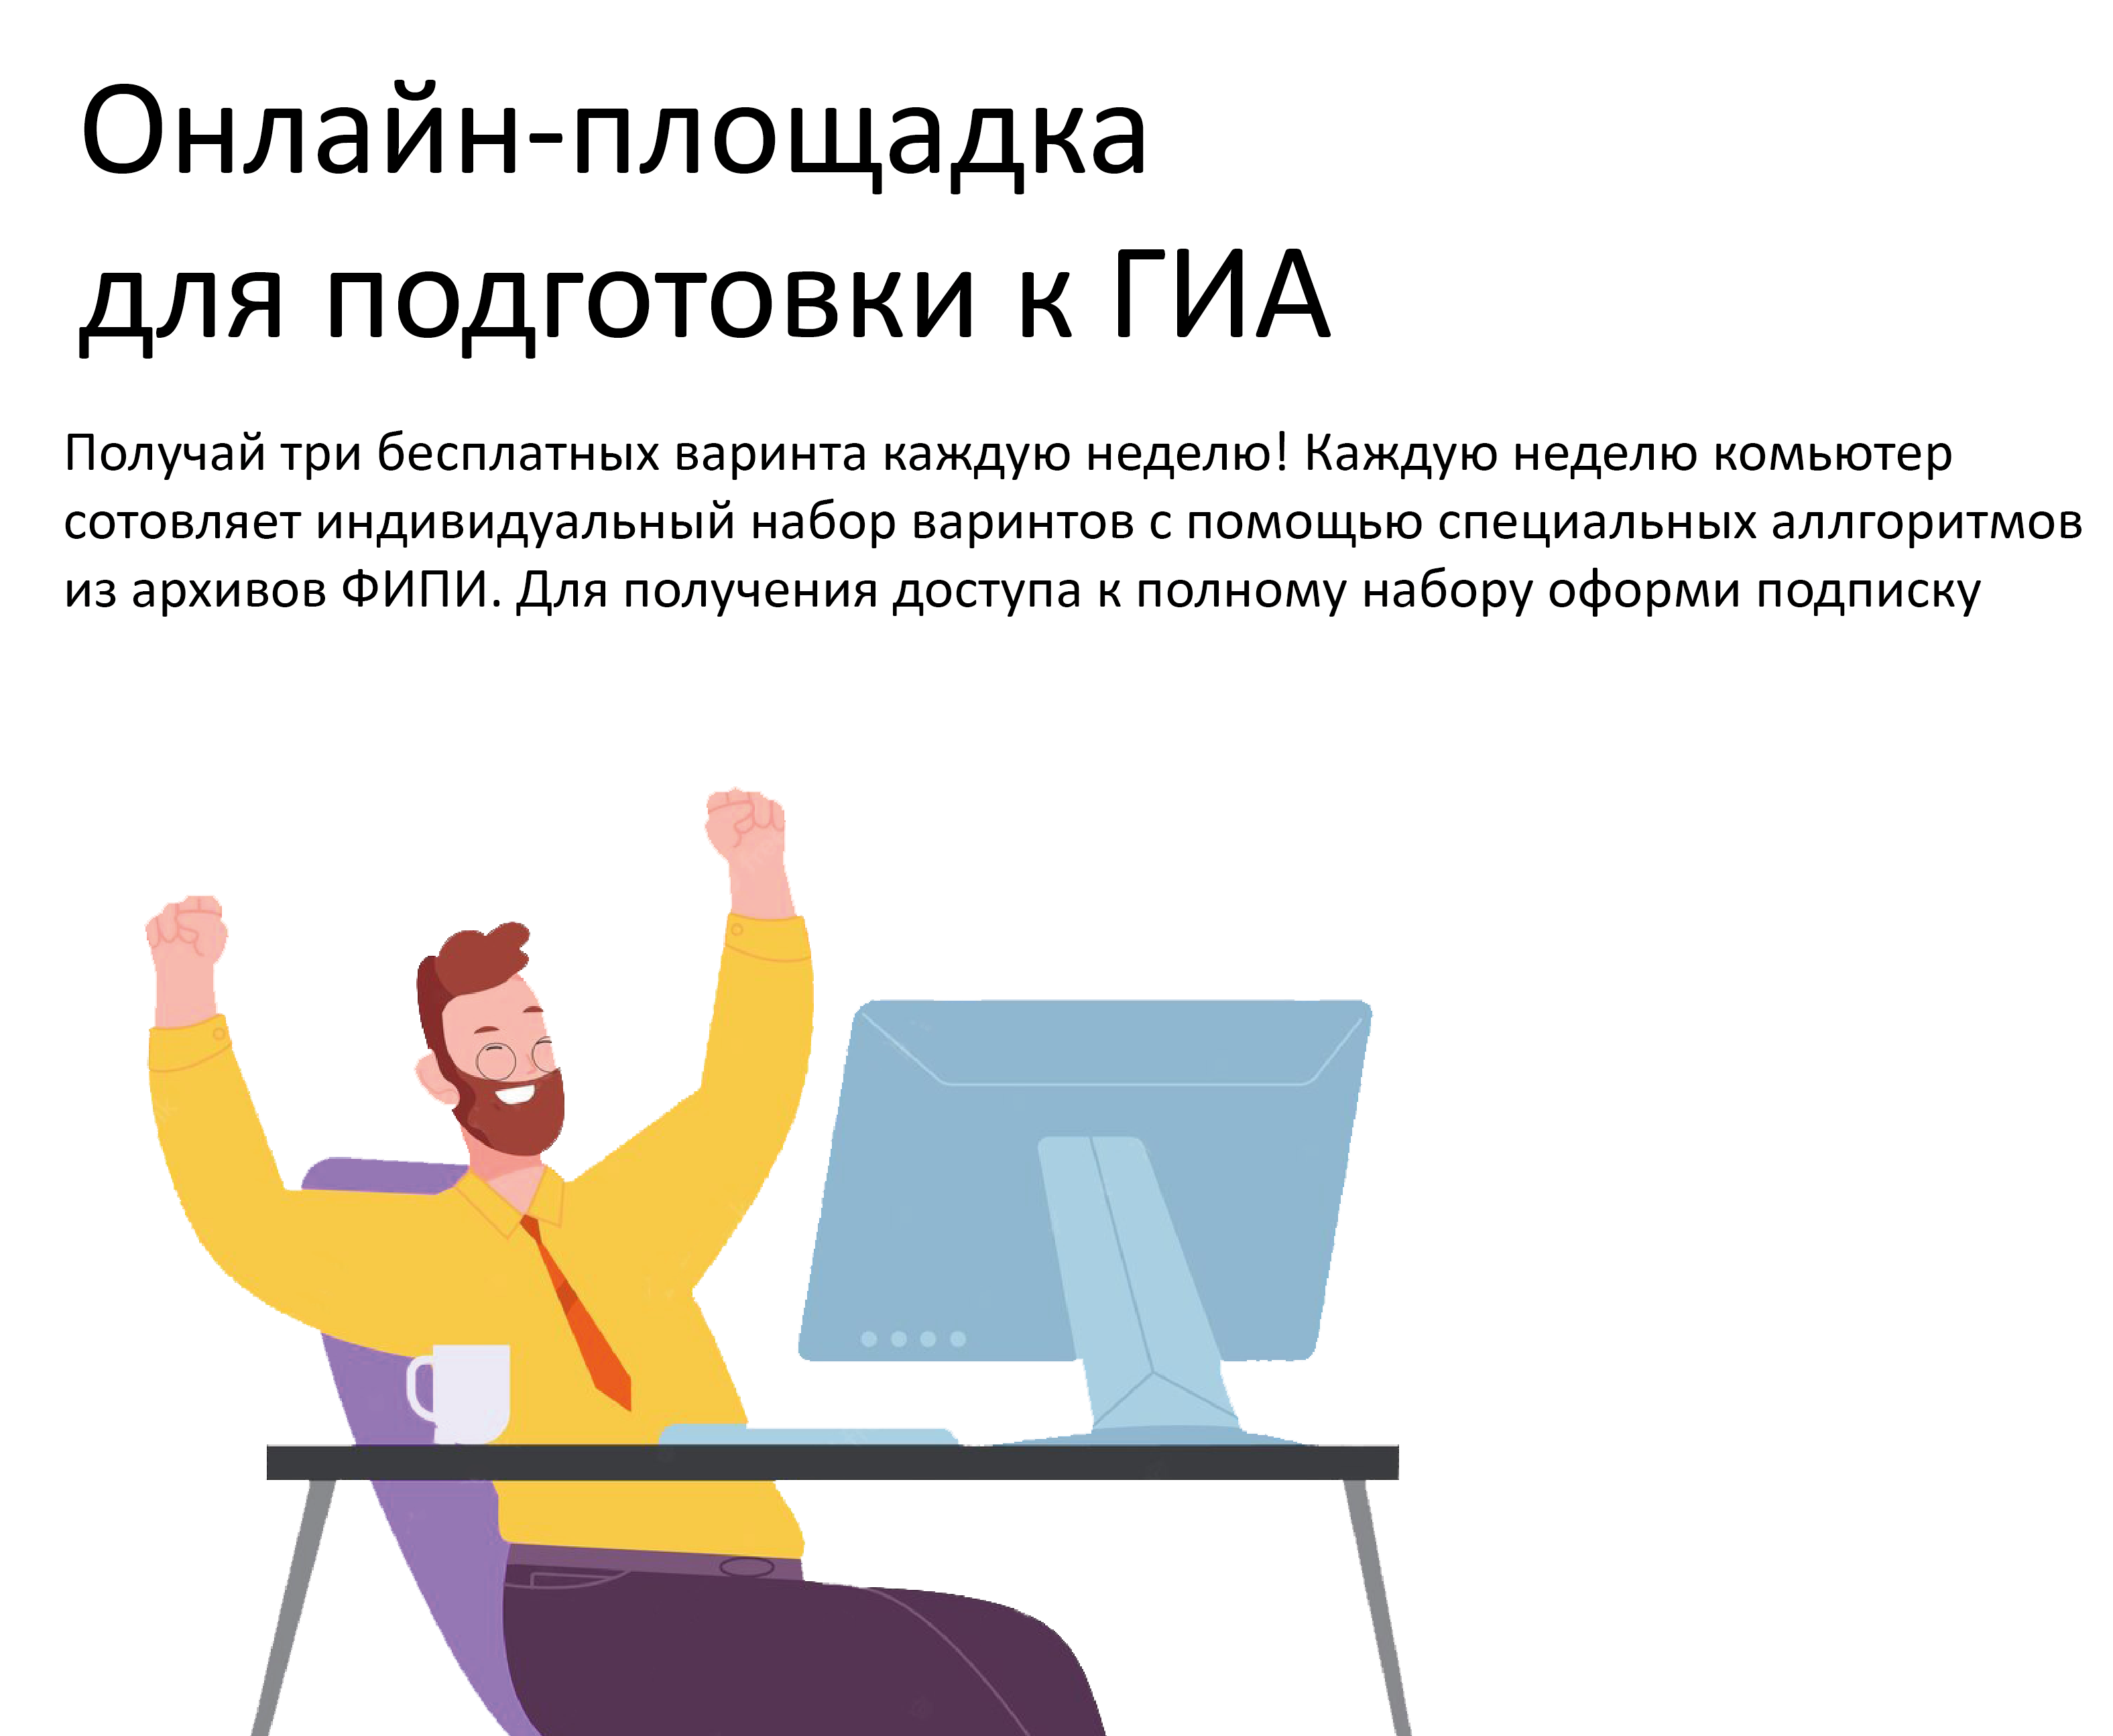 Онлайн-площадка
для подготовки к ГИА
Получай три бесплатных варинта каждую неделю! Каждую неделю комьютер
сотовляет индивидуальный набор варинтов с помощью специальных аллгоритмов
из архивов ФИПИ. Для получения доступа к полному набору оформи подписку